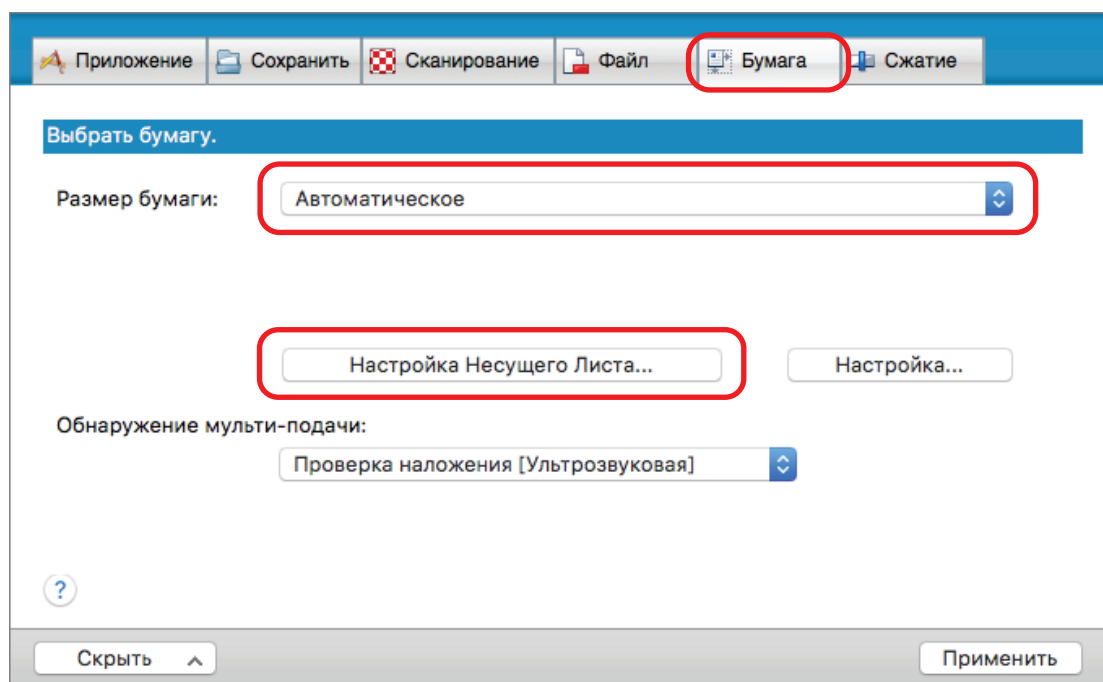 Приложение Сохранить Сканирование Файл Бумага Сжатие
Выбрать бумагу.
Размер бумаги: Автоматическое
Настройка Несущего Листа... Настройка...
Обнаружение мульти-подачи:
Проверка наложения [Ультрозвуковая]
?
Скрыть Применить